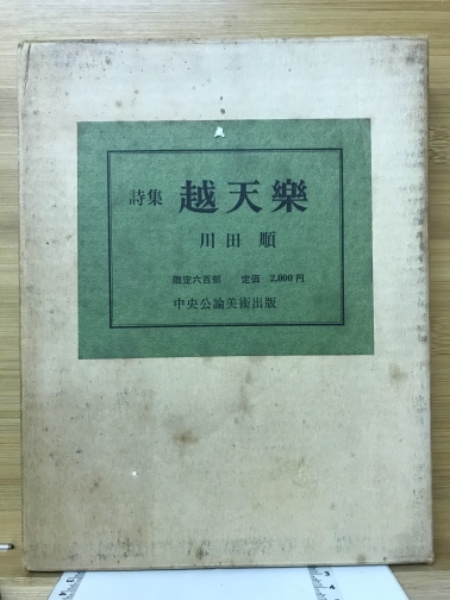 詩集 越天樂
川田 順
限定六百部 定価 2,000円
中央公論美術出版